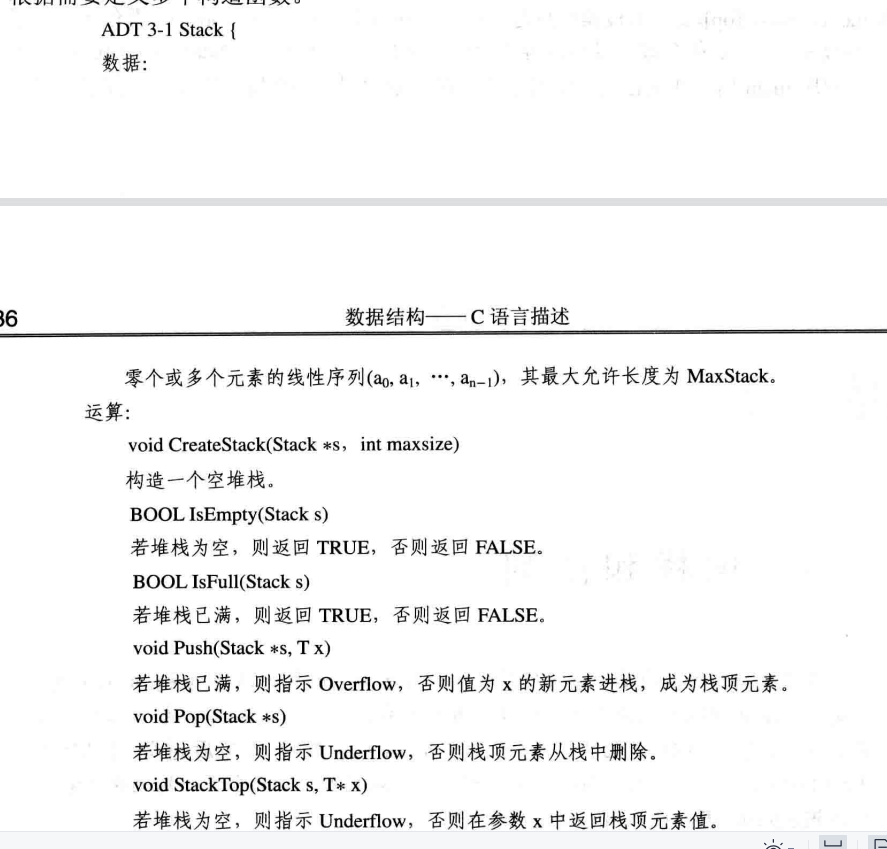 根据需要定义多个构造函数。
ADT 3-1 Stack {
数据:
36
数据结构——C 语言描述
零个或多个元素的线性序列(a₀, a₁, …, aₙ₋₁)，其最大允许长度为 MaxStack。
运算:
void CreateStack(Stack *s，int maxsize)
构造一个空堆栈。
BOOL IsEmpty(Stack s)
若堆栈为空，则返回 TRUE，否则返回 FALSE。
BOOL IsFull(Stack s)
若堆栈已满，则返回 TRUE，否则返回 FALSE。
void Push(Stack *s, T x)
若堆栈已满，则指示 Overflow，否则值为 x 的新元素进栈，成为栈顶元素。
void Pop(Stack *s)
若堆栈为空，则指示 Underflow，否则栈顶元素从栈中删除。
void StackTop(Stack s, T* x)
若堆栈为空，则指示 Underflow，否则在参数 x 中返回栈顶元素值。